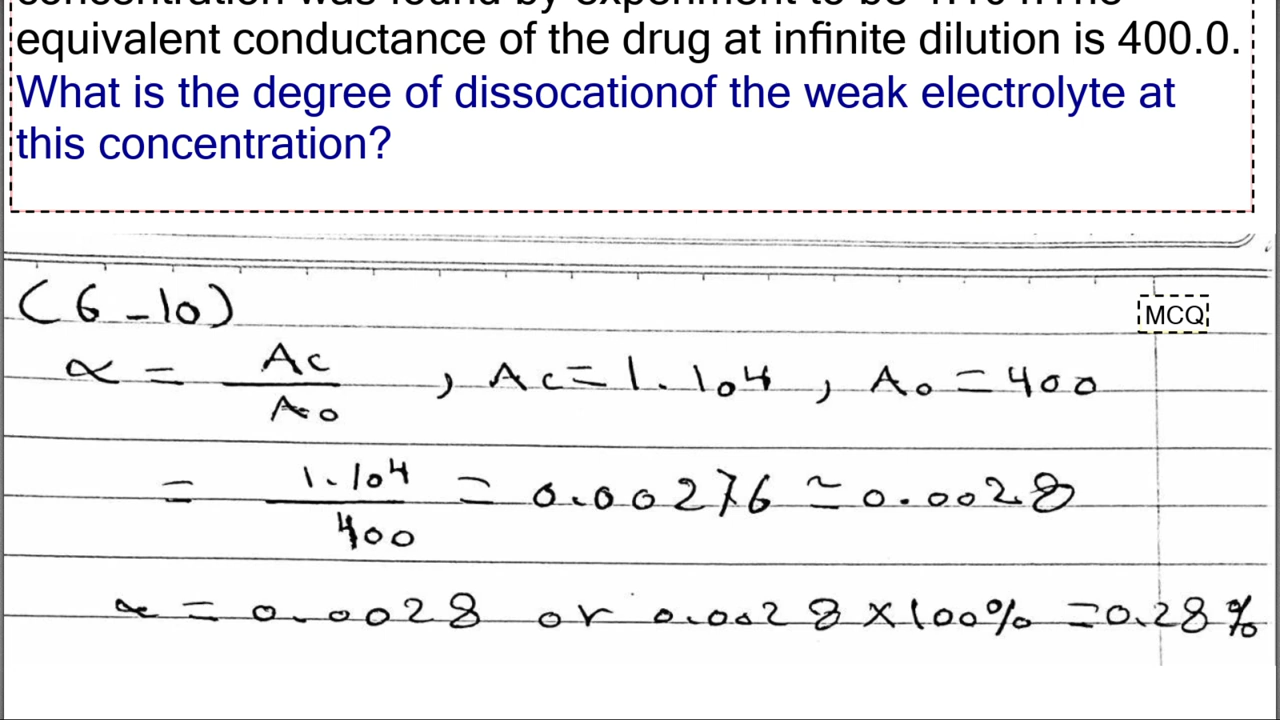 equivalent conductance of the drug at infinite dilution is 400.0.
What is the degree of dissocationof the weak electrolyte at
this concentration?
(6-10)
MCQ
∝ = Λc / Λo , Λc = 1.104 , Λo = 400
= 1.104 / 400 = 0.00276 ≃ 0.0028
∝ = 0.0028 or 0.0028 × 100% = 0.28%